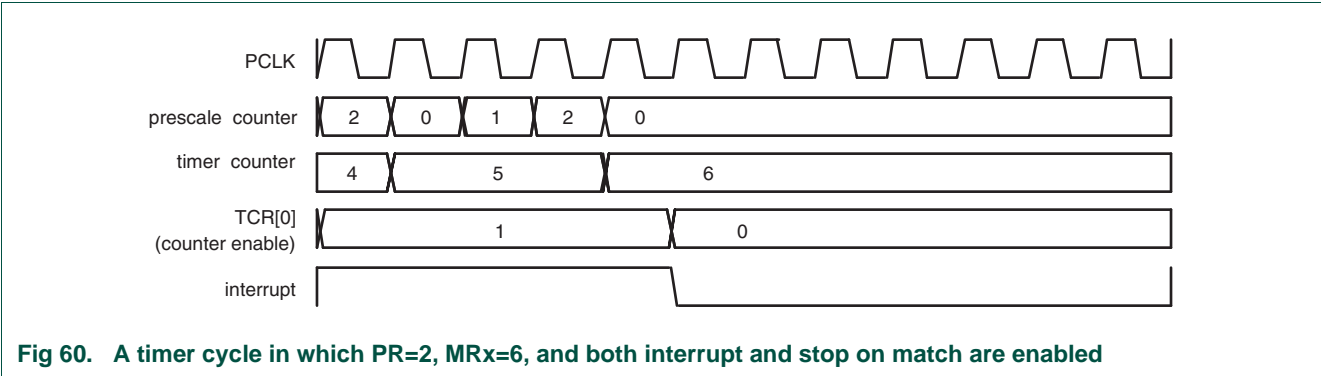 PCLK
prescale counter
2 0 1 2 0
timer counter
4 5 6
TCR[0]
(counter enable)
1 0
interrupt
Fig 60. A timer cycle in which PR=2, MRx=6, and both interrupt and stop on match are enabled